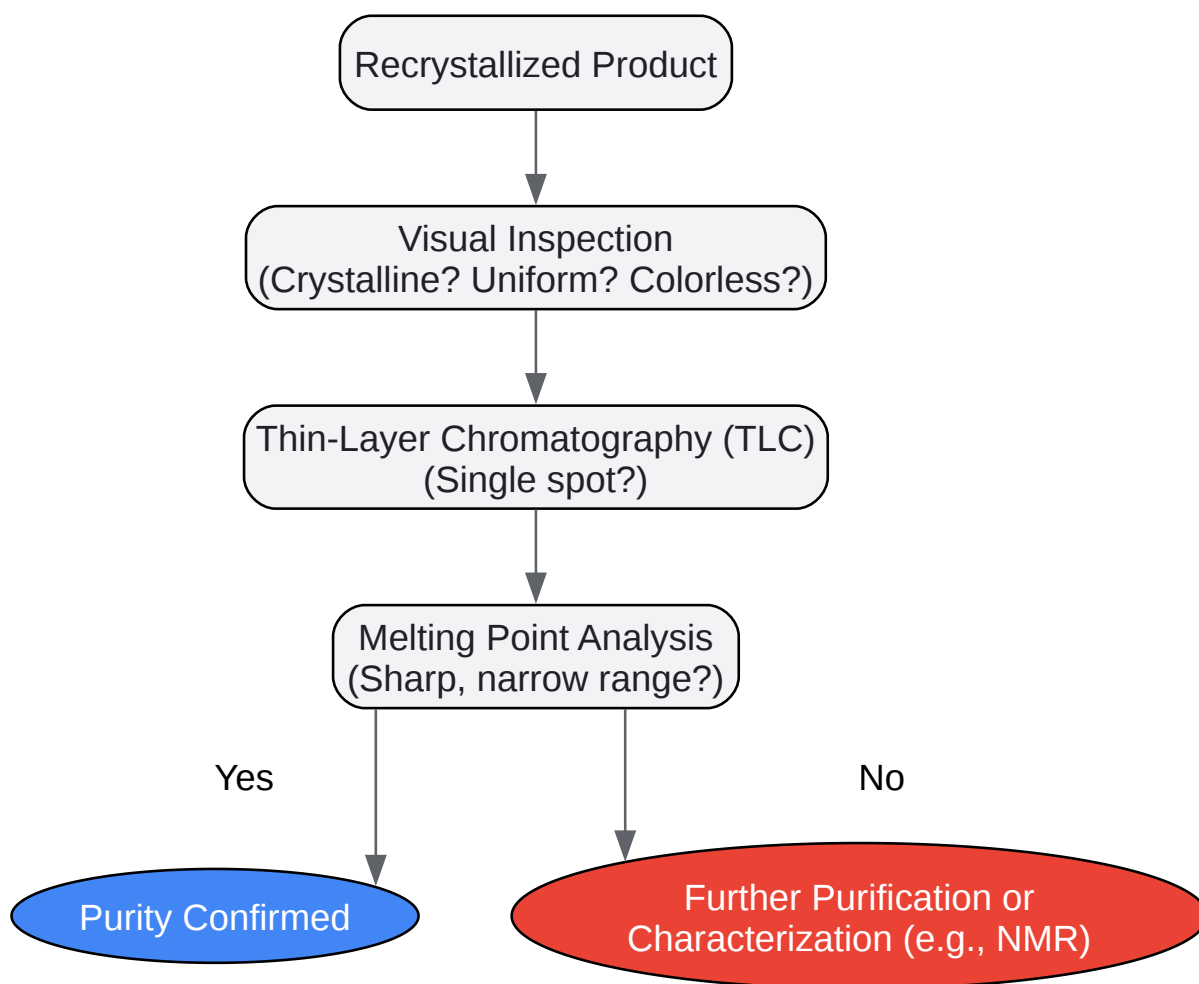 Recrystallized Product
Visual Inspection
(Crystalline? Uniform? Colorless?)
Thin-Layer Chromatography (TLC)
(Single spot?)
Melting Point Analysis
(Sharp, narrow range?)
Yes
No
Purity Confirmed
Further Purification or
Characterization (e.g., NMR)